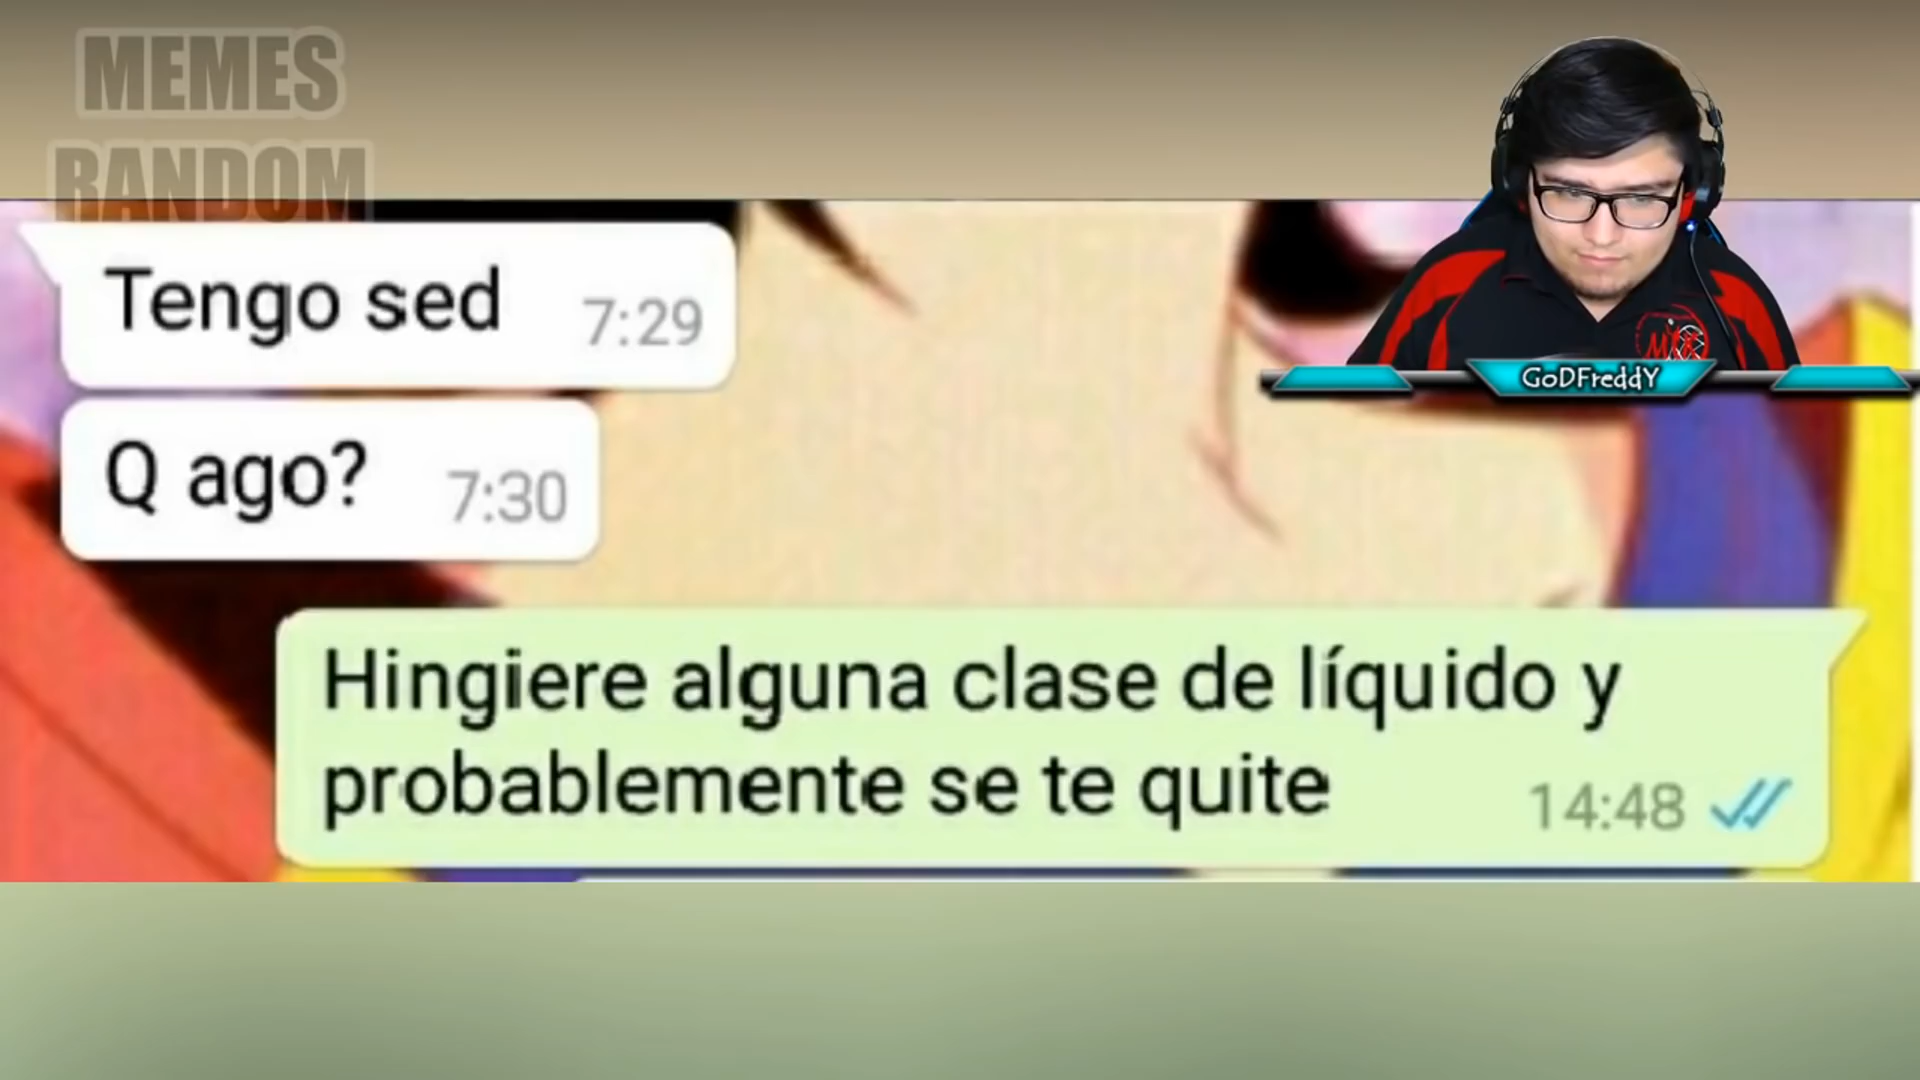 MEMES
RANDOM
Tengo sed 7:29
Q ago? 7:30
Hingiere alguna clase de líquido y
probablemente se te quite 14:48
GoDFreddY